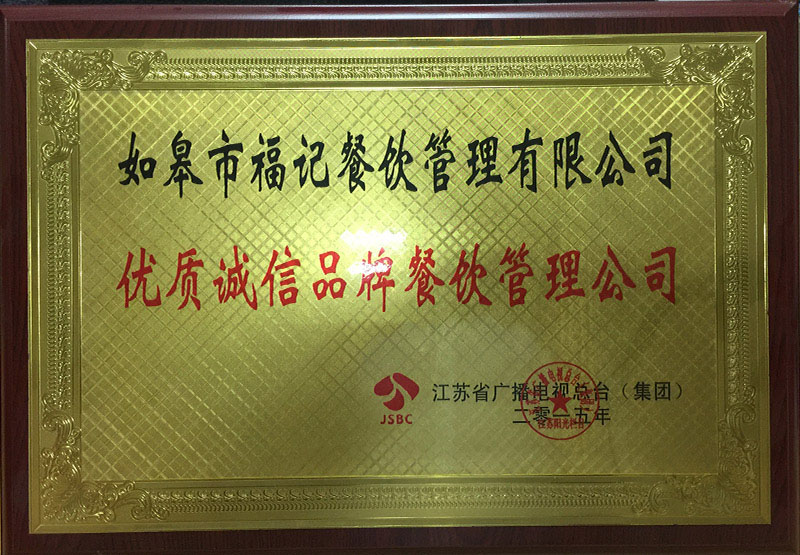 如皋市福记餐饮管理有限公司
优质诚信品牌餐饮管理公司
JSBC
江苏省广播电视总台（集团）
二零一五年